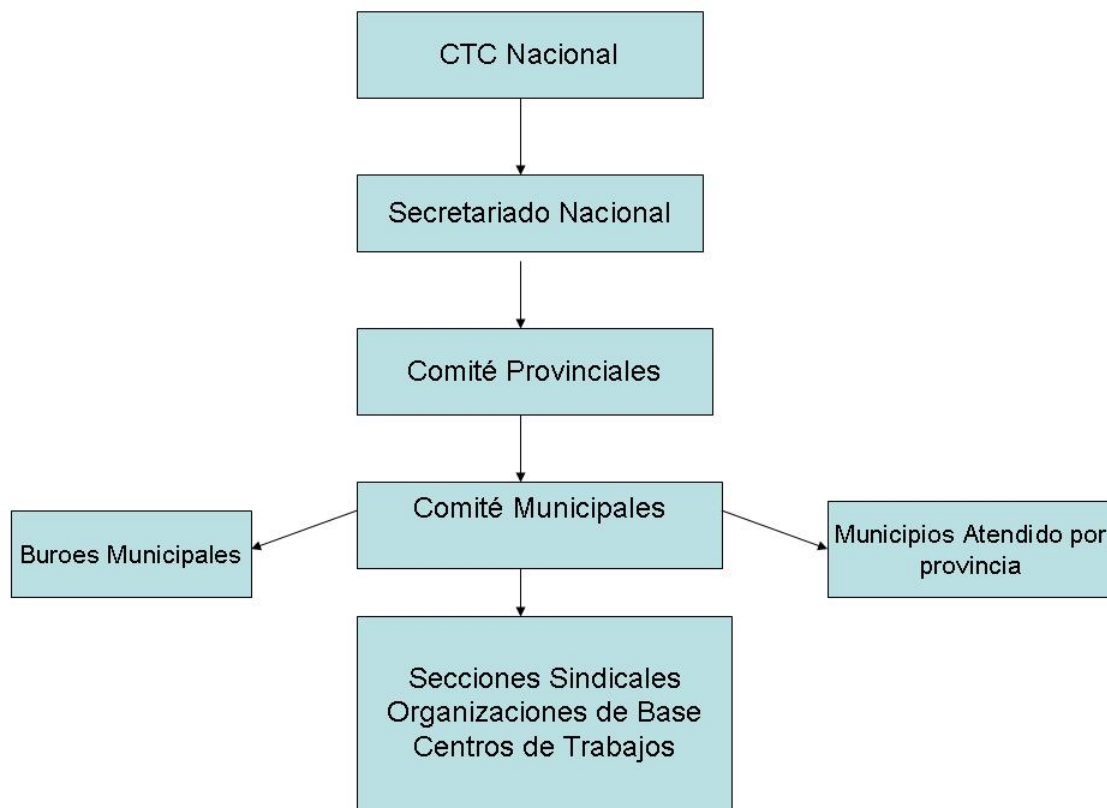 CTC Nacional
Secretariado Nacional
Comité Provinciales
Comité Municipales
Buroes Municipales
Municipios Atendido por
provincia
Secciones Sindicales
Organizaciones de Base
Centros de Trabajos